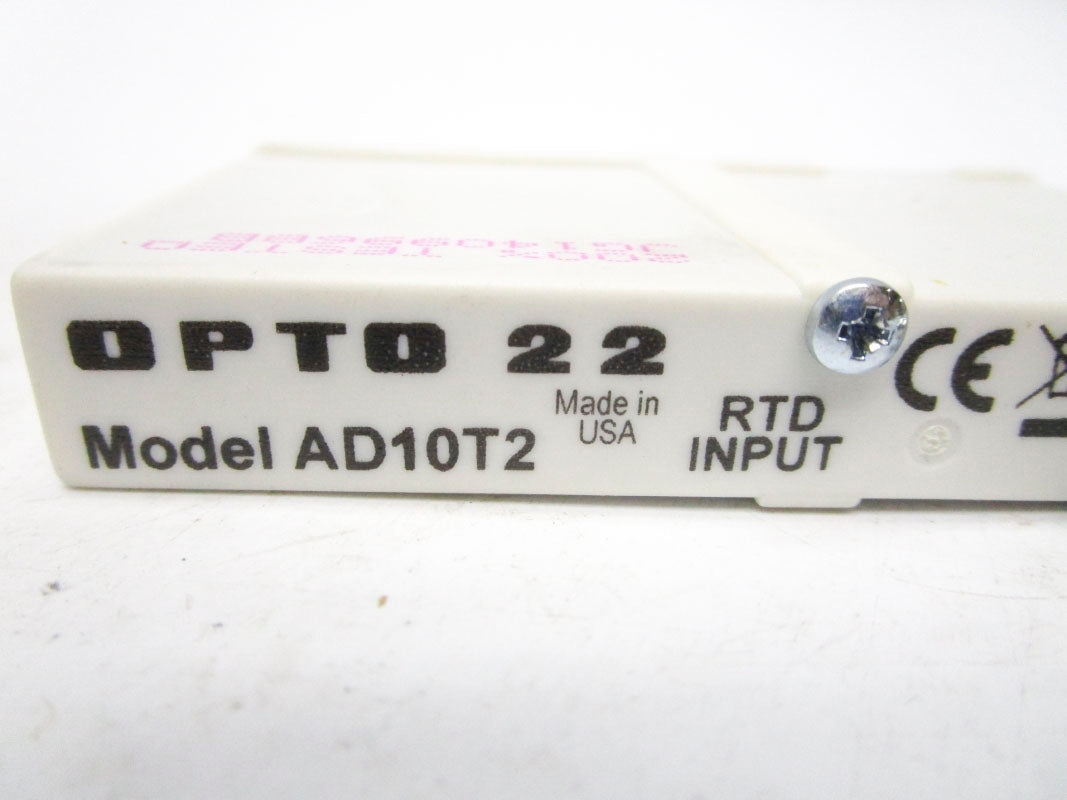 OPTO 22
Model AD10T2
Made in
USA
RTD
INPUT
CE